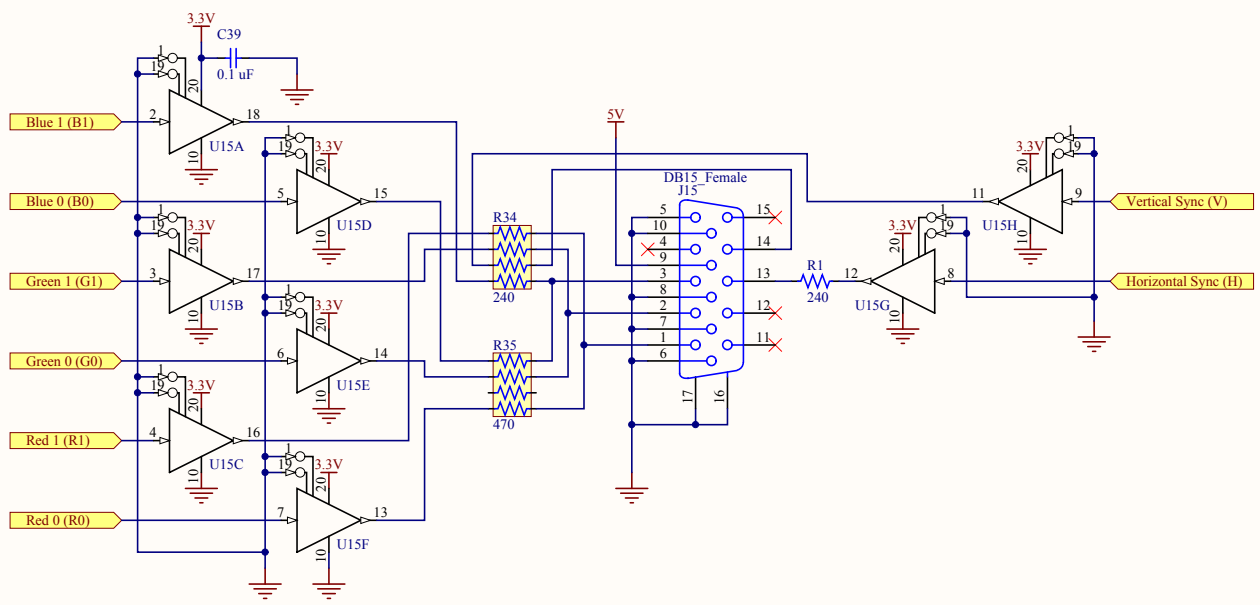 3.3V
C39
0.1 uF
1
19
20
Blue 1 (B1)
2
18
U15A
10
1
19
3.3V
20
Blue 0 (B0)
5
15
U15D
10
1
19
3.3V
20
Green 1 (G1)
3
17
U15B
10
1
19
3.3V
20
Green 0 (G0)
6
14
U15E
10
1
19
3.3V
20
Red 1 (R1)
4
16
U15C
10
1
19
3.3V
20
Red 0 (R0)
7
13
U15F
10
R34
240
R35
470
5V
DB15_Female
J15
5
10
4
9
3
8
2
7
1
6
15
14
13
12
11
17
16
R1
240
1
19
3.3V
20
11
9
Vertical Sync (V)
U15H
10
1
19
3.3V
20
12
8
Horizontal Sync (H)
U15G
10